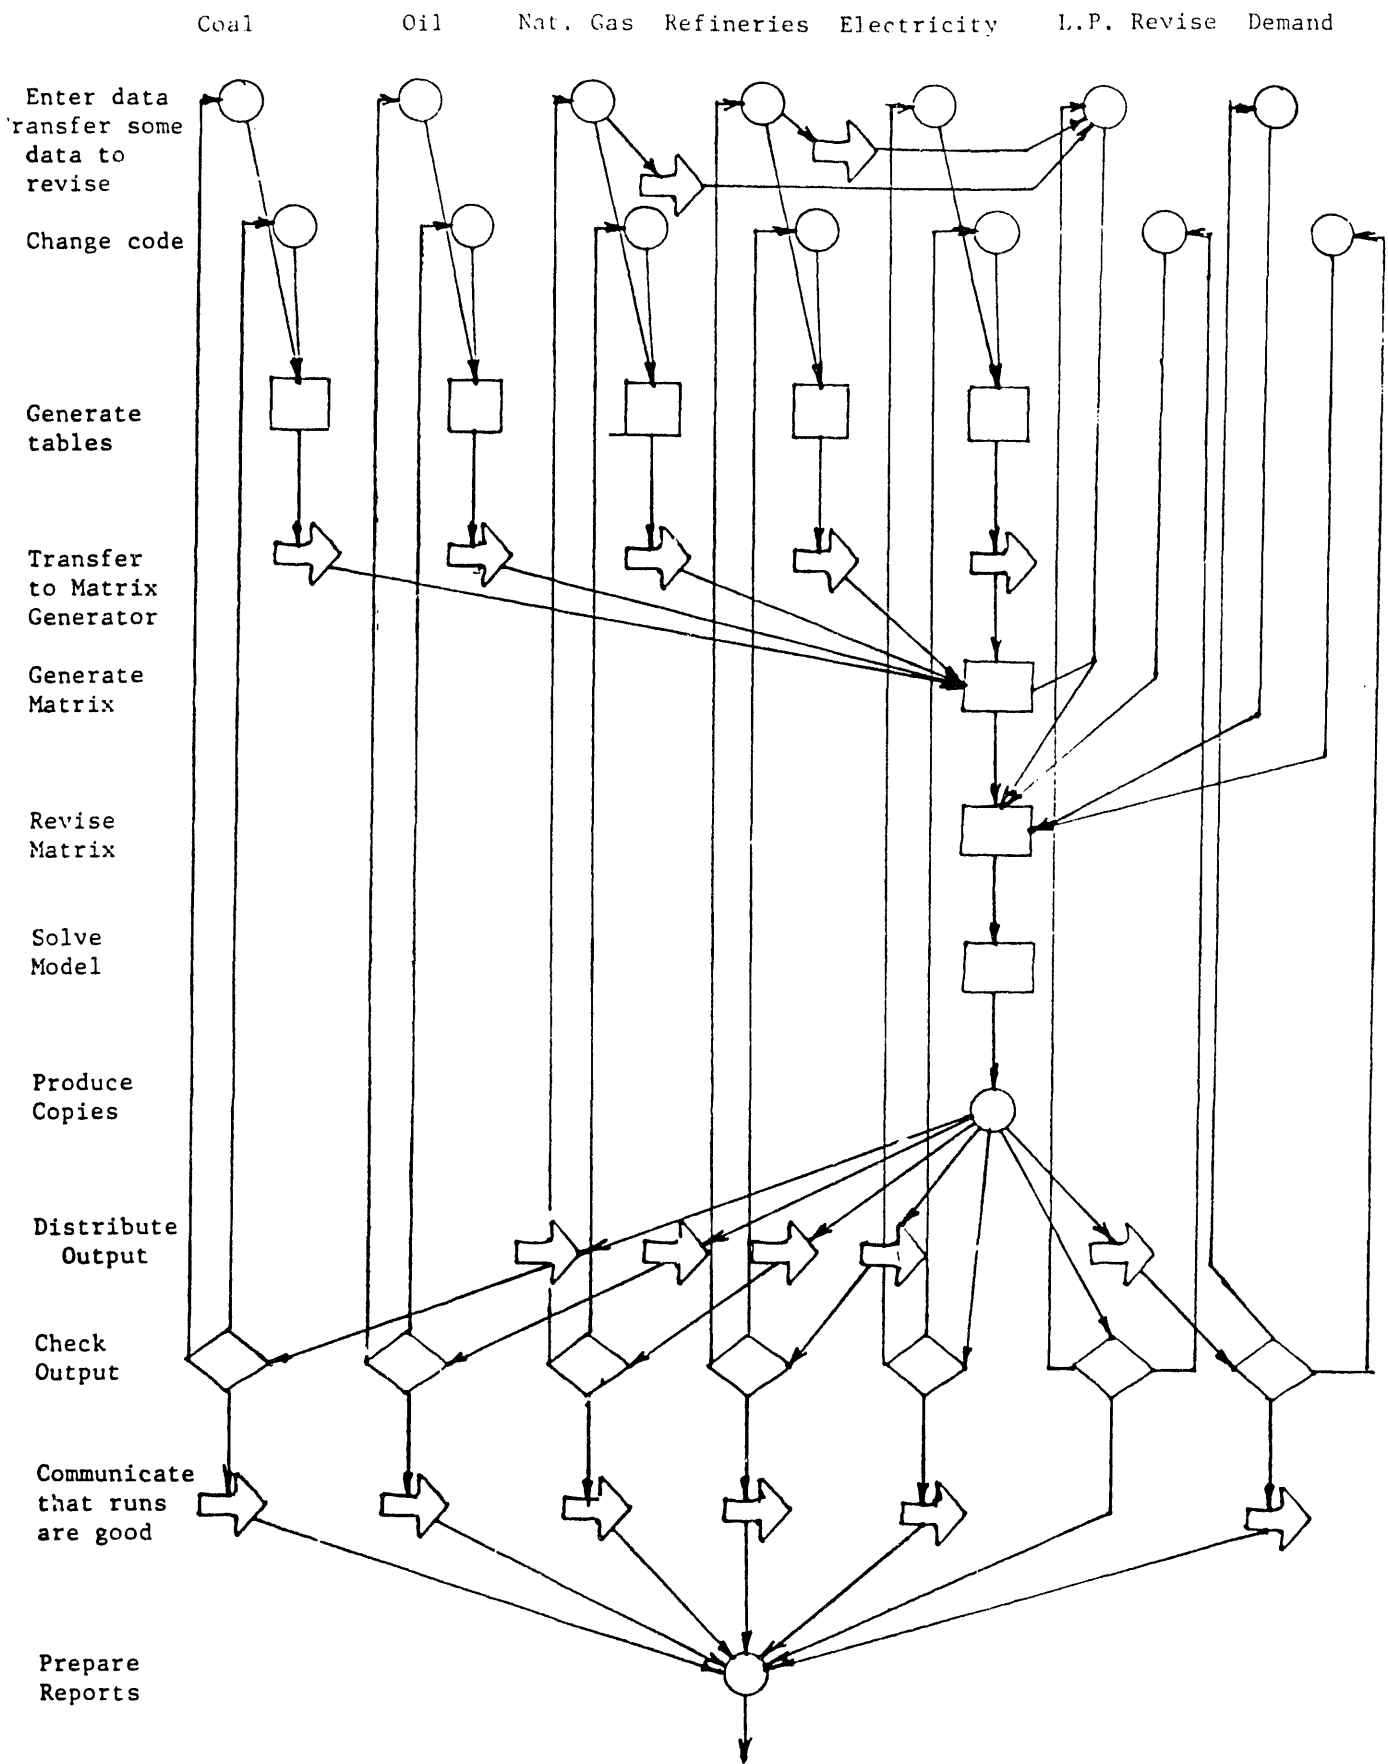 Coal Oil Nat. Gas Refineries Electricity L.P. Revise Demand
Enter data
ransfer some
data to
revise
Change code
Generate
tables
Transfer
to Matrix
Generator
Generate
Matrix
Revise
Matrix
Solve
Model
Produce
Copies
Distribute
Output
Check
Output
Communicate
that runs
are good
Prepare
Reports